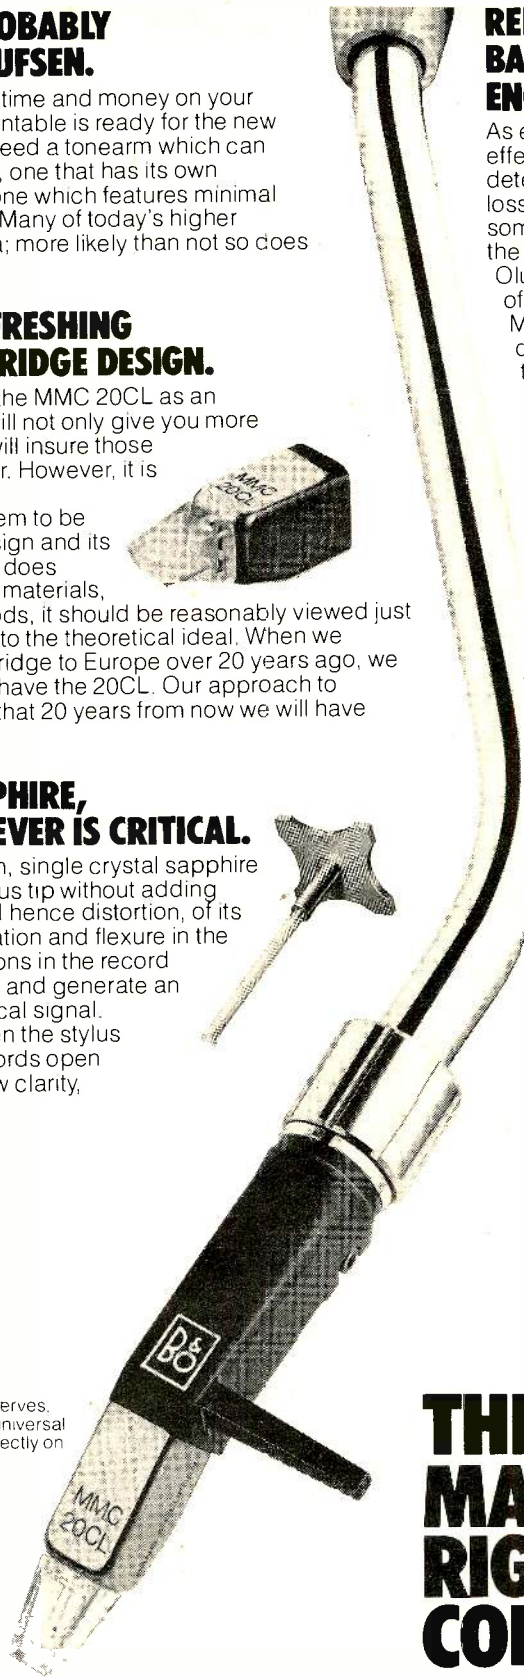 OBABLY
UFSEN.
time and money on your
ntable is ready for the new
eed a tonearm which can
, one that has its own
one which features minimal
Many of today's higher
a; more likely than not so does
FRESHING
RIDGE DESIGN.
the MMC 20CL as an
ill not only give you more
will insure those
r. However, it is
em to be
sign and its
does
materials,
ods, it should be reasonably viewed just
to the theoretical ideal. When we
ridge to Europe over 20 years ago, we
have the 20CL. Our approach to
that 20 years from now we will have
MMC
20CL
PHIRE,
EVER IS CRITICAL.
n, single crystal sapphire
us tip without adding
d hence distortion, of its
ation and flexure in the
ons in the record
and generate an
cal signal.
en the stylus
ords open
w clarity,
B&O
erves.
niversal
ectly on
MMC
20CL
RE
BA
EN
As e
effe
dete
loss
som
the
Olu
of
M
THE
MA
RIG
CO